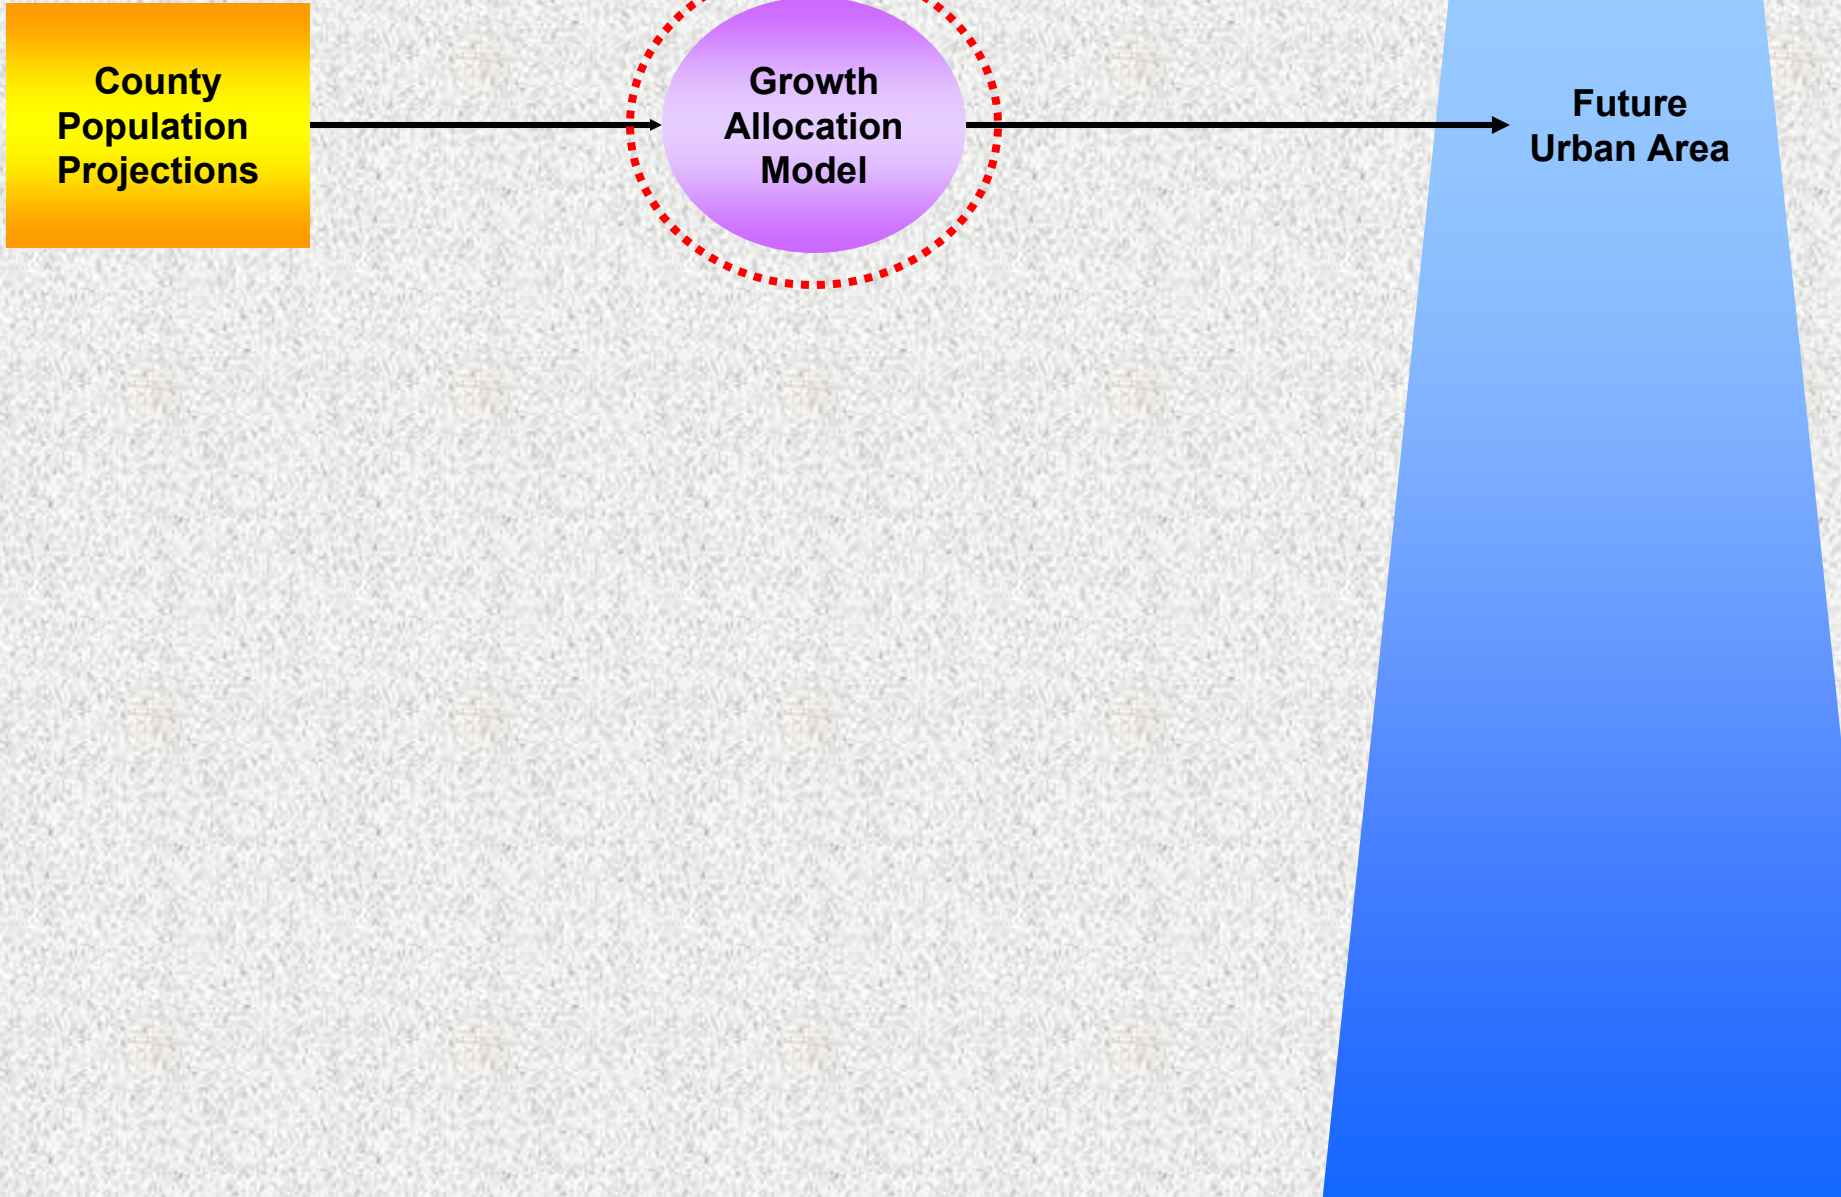 County
Population
Projections
Growth
Allocation
Model
Future
Urban Area